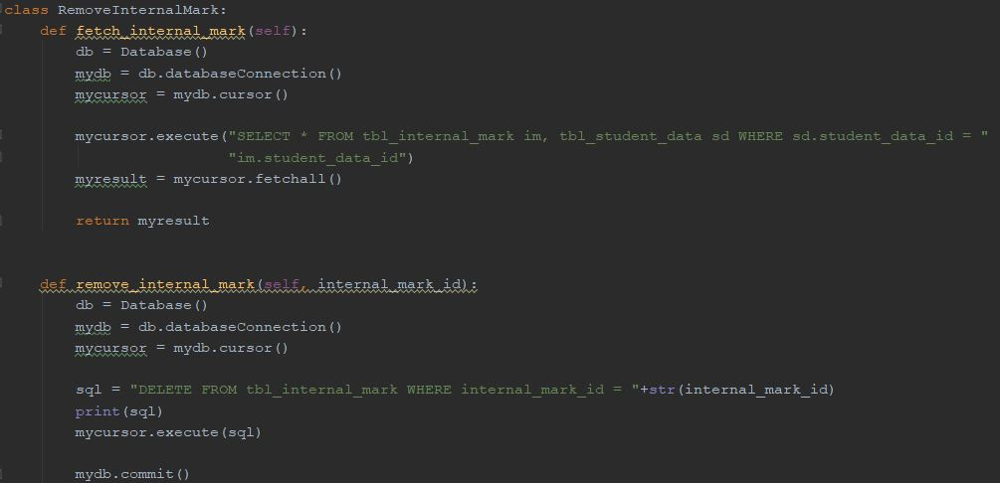 class RemoveInternalMark:
    def fetch_internal_mark(self):
        db = Database()
        mydb = db.databaseConnection()
        mycursor = mydb.cursor()
        mycursor.execute("SELECT * FROM tbl_internal_mark im, tbl_student_data sd WHERE sd.student_data_id = "
                         "im.student_data_id")
        myresult = mycursor.fetchall()
        return myresult
    def remove_internal_mark(self, internal_mark_id):
        db = Database()
        mydb = db.databaseConnection()
        mycursor = mydb.cursor()
        sql = "DELETE FROM tbl_internal_mark WHERE internal_mark_id = "+str(internal_mark_id)
        print(sql)
        mycursor.execute(sql)
        mydb.commit()